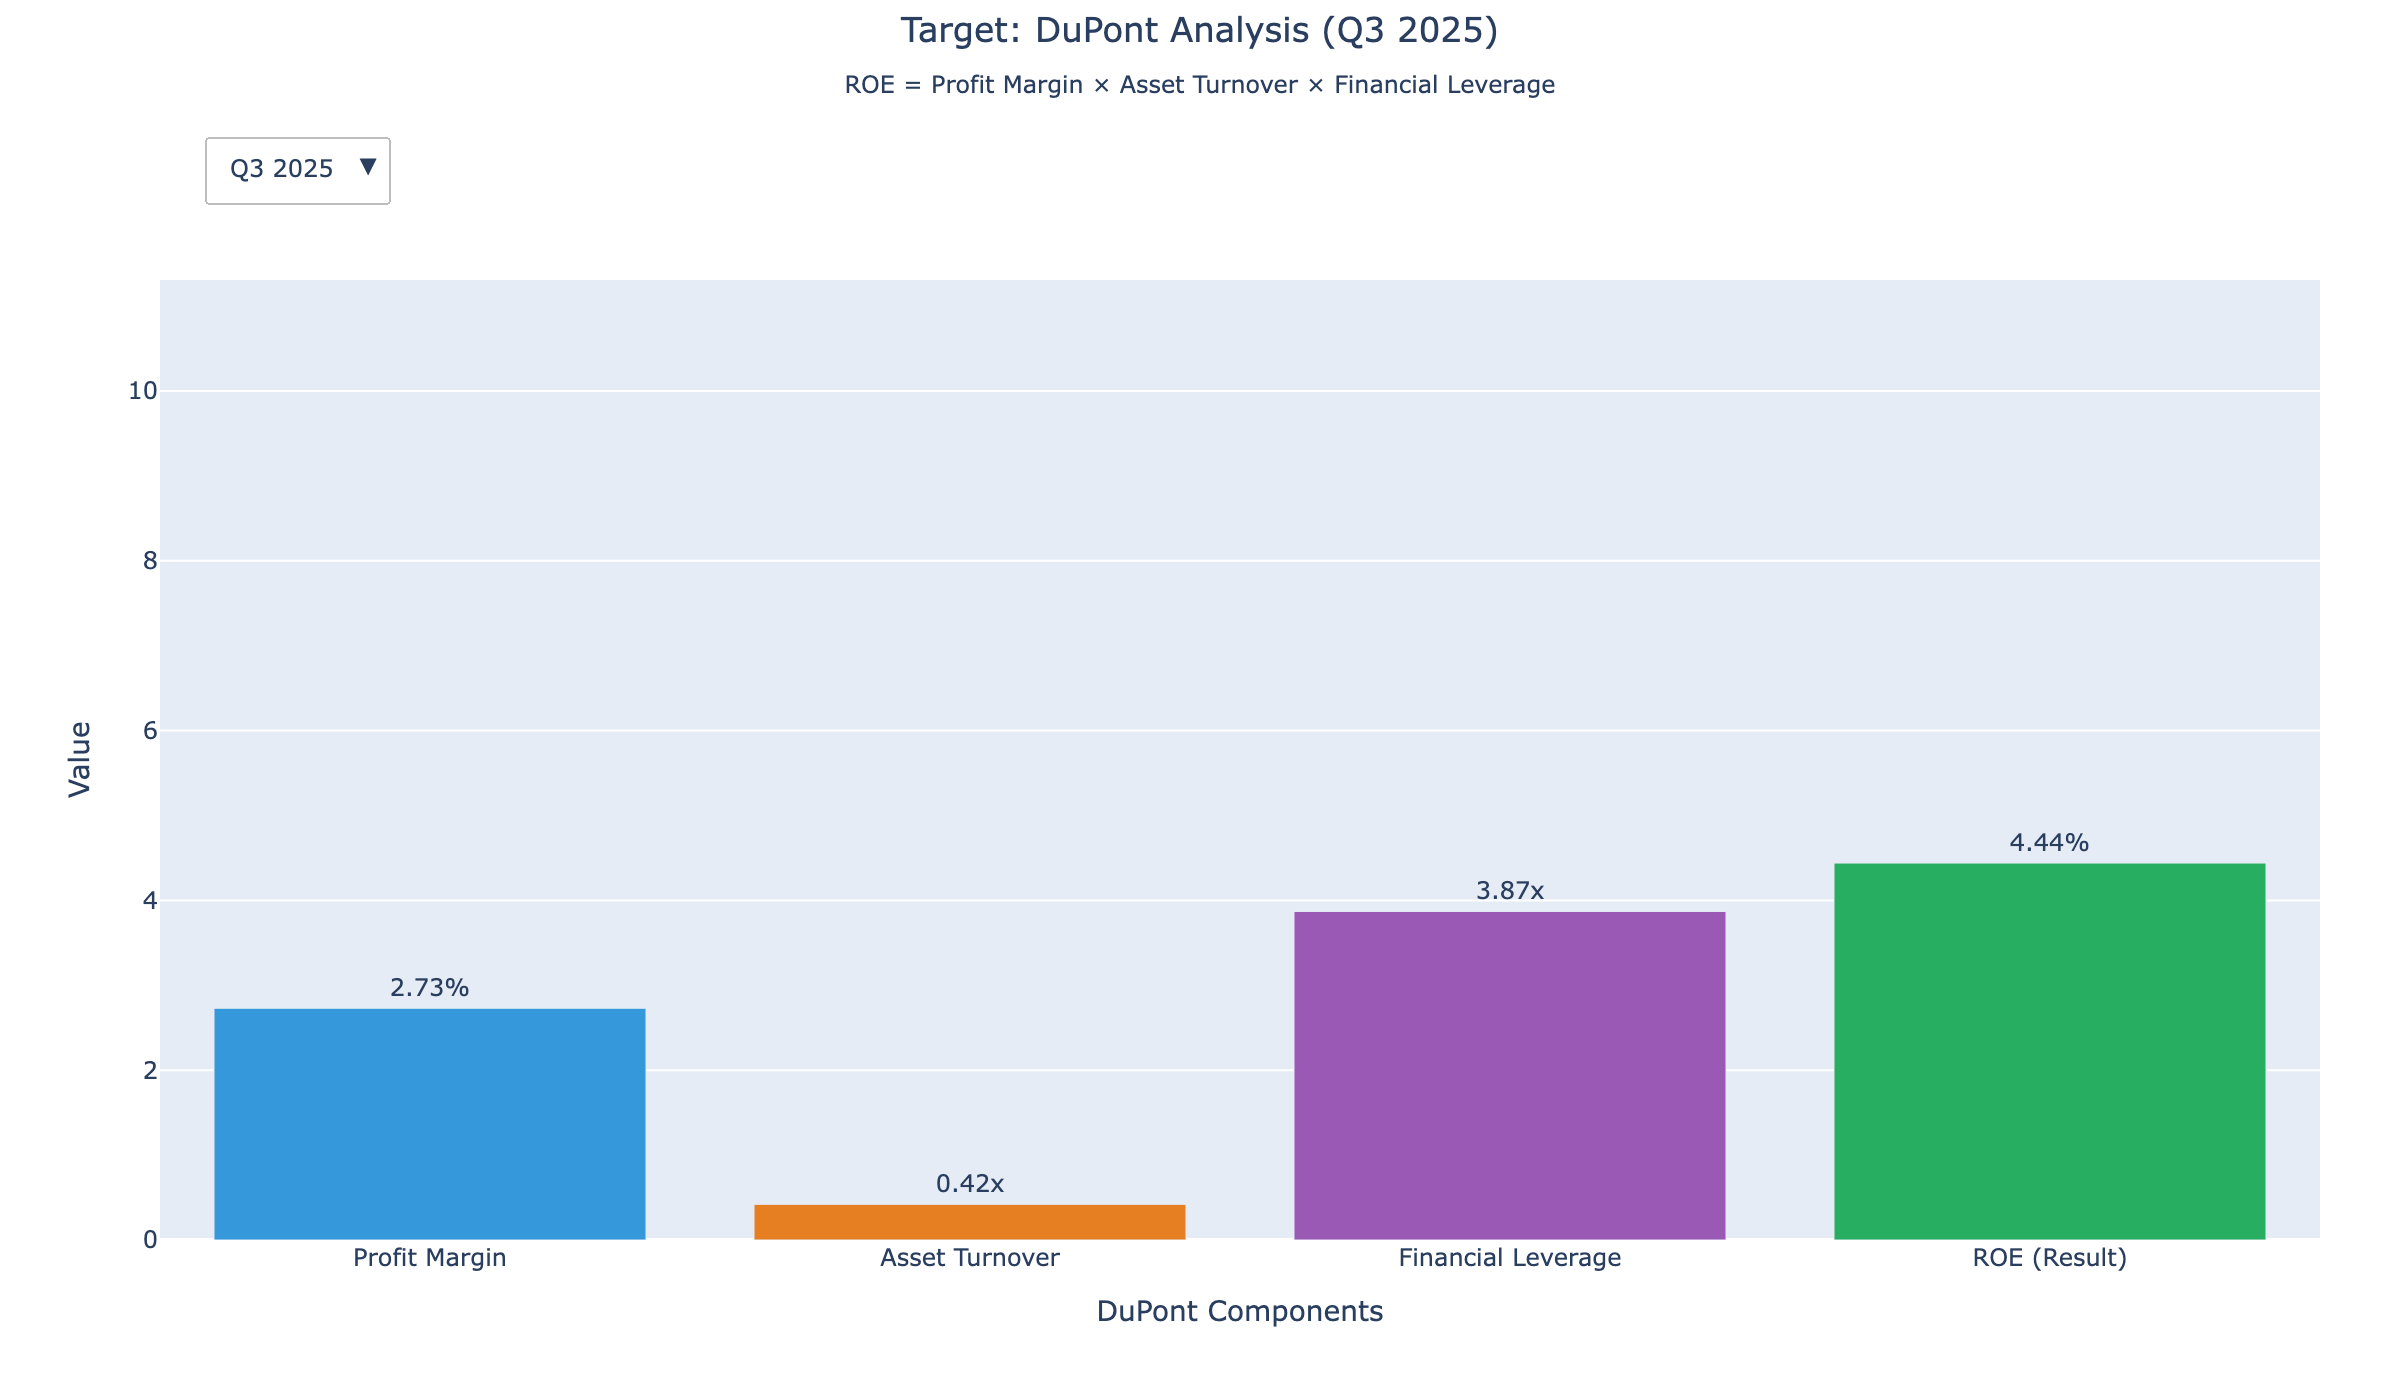 Target: DuPont Analysis (Q3 2025)
ROE = Profit Margin × Asset Turnover × Financial Leverage
Q3 2025 ▼
10
8
6
4
2
0
Value
2.73%
0.42x
3.87x
4.44%
Profit Margin
Asset Turnover
Financial Leverage
ROE (Result)
DuPont Components